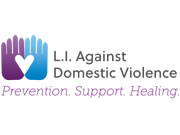 L.I. Against
Domestic Violence
Prevention. Support. Healing.